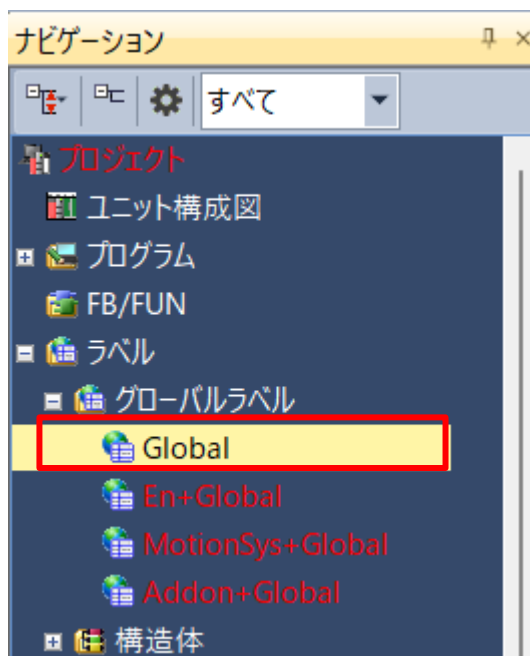 ナビゲーション
すべて
プロジェクト
ユニット構成図
プログラム
FB/FUN
ラベル
グローバルラベル
Global
En+Global
MotionSys+Global
Addon+Global
構造体